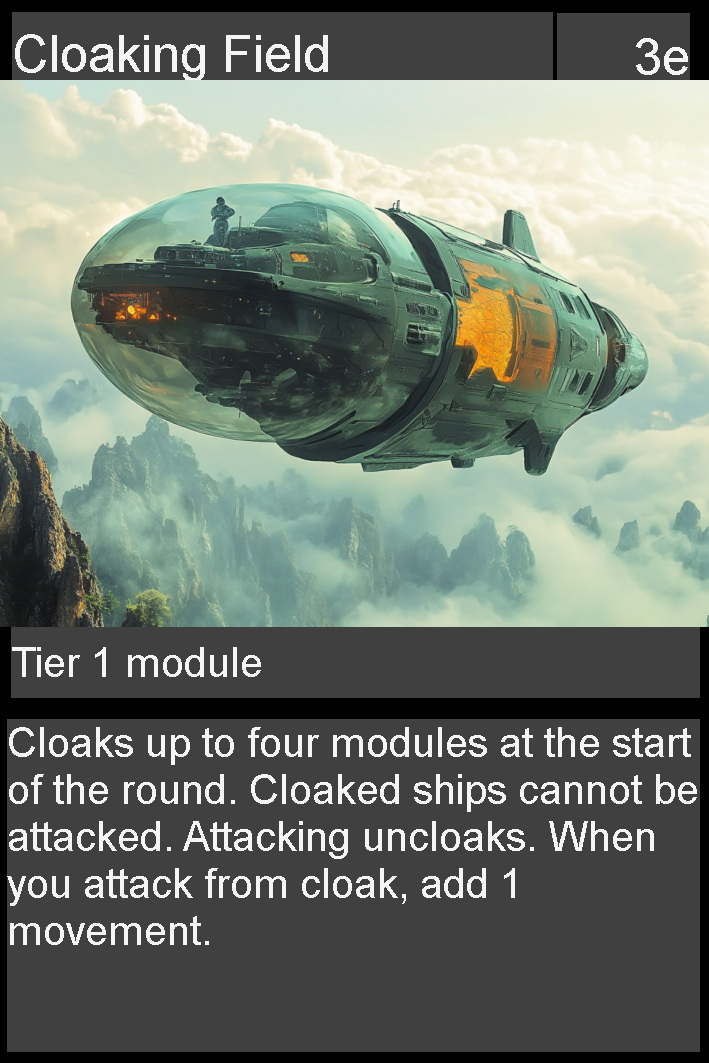 Cloaking Field
3e
Tier 1 module
Cloaks up to four modules at the start
of the round. Cloaked ships cannot be
attacked. Attacking uncloaks. When
you attack from cloak, add 1
movement.